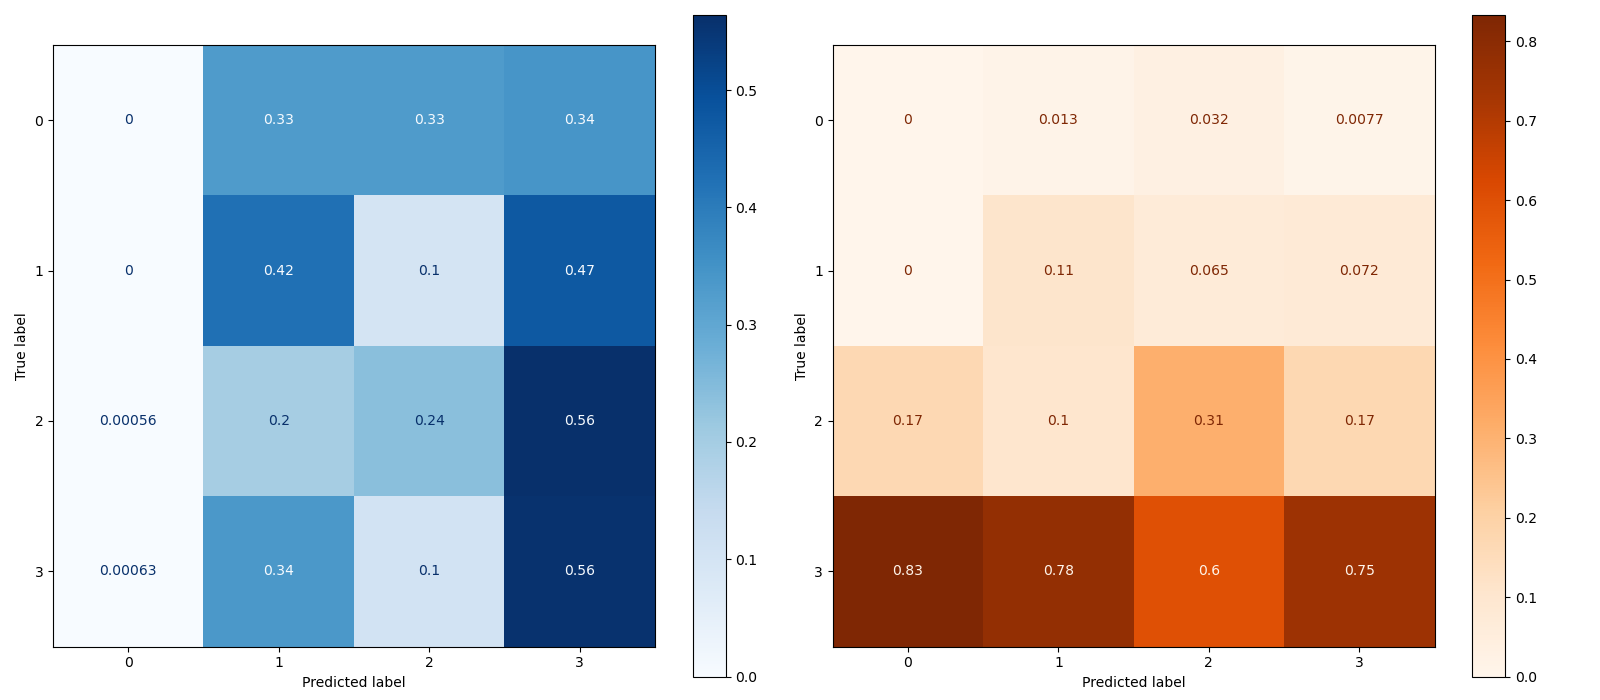 0 0.33 0.33 0.34
0 0.42 0.1 0.47
0.00056 0.2 0.24 0.56
0.00063 0.34 0.1 0.56
0
1
2
3
True label
0 1 2 3
Predicted label
0.5
0.4
0.3
0.2
0.1
0.0
0 0.013 0.032 0.0077
0 0.11 0.065 0.072
0.17 0.1 0.31 0.17
0.83 0.78 0.6 0.75
0
1
2
3
True label
0 1 2 3
Predicted label
0.8
0.7
0.6
0.5
0.4
0.3
0.2
0.1
0.0